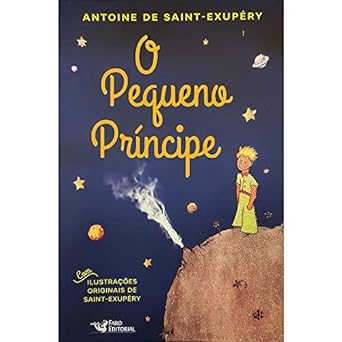 ANTOINE DE SAINT-EXUPÉRY
O
Pequeno
Príncipe
Com
ILUSTRAÇÕES
ORIGINAIS DE
SAINT-EXUPÉRY
FARO
EDITORIAL